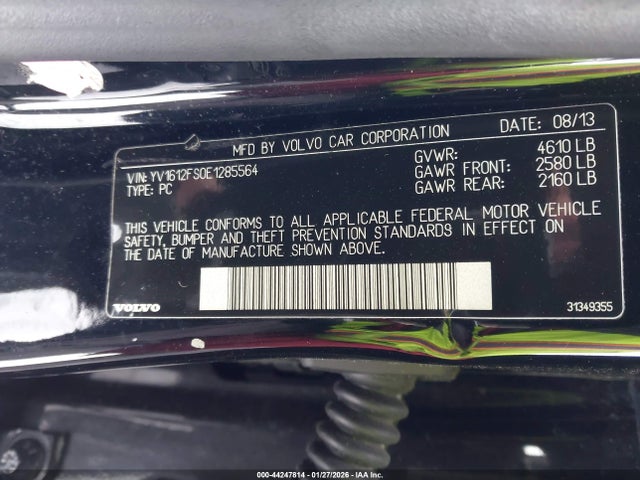 MFD BY VOLVO CAR CORPORATION DATE: 08/13
VIN: YV1612FS0E1285564
TYPE: PC
GVWR: 4610 LB
GAWR FRONT: 2580 LB
GAWR REAR: 2160 LB
THIS VEHICLE CONFORMS TO ALL APPLICABLE FEDERAL MOTOR VEHICLE
SAFETY, BUMPER AND THEFT PREVENTION STANDARDS IN EFFECT ON
THE DATE OF MANUFACTURE SHOWN ABOVE.
VOLVO
31349355
000-44247814 - 01/27/2026 - © COPYRIGHT IAA Inc.